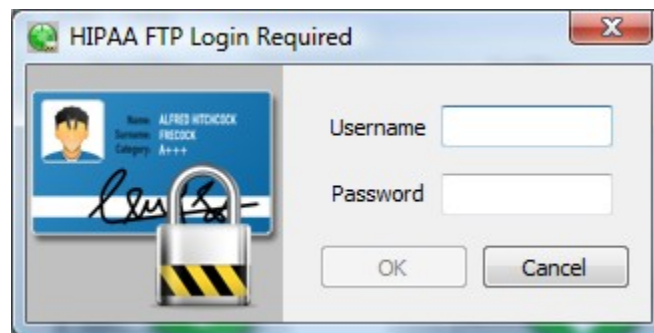 HIPAA FTP Login Required
Name: ALFRED HITCHCOCK
Surname: FRECOCK
Category: A+++
Username
Password
OK
Cancel